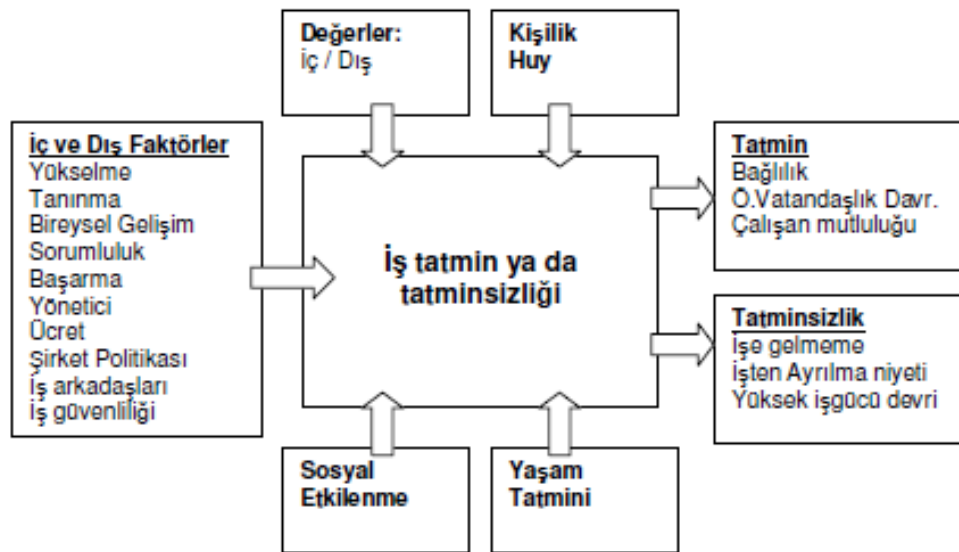 Değerler:
İç / Dış
Kişilik
Huy
İç ve Dış Faktörler
Yükselme
Tanınma
Bireysel Gelişim
Sorumluluk
Başarma
Yönetici
Ücret
Şirket Politikası
İş arkadaşları
İş güvenliliği
İş tatmin ya da
tatminsizliği
Tatmin
Bağlılık
Ö.Vatandaşlık Davr.
Çalışan mutluluğu
Tatminsizlik
İşe gelmeme
İşten Ayrılma niyeti
Yüksek işgücü devri
Sosyal
Etkilenme
Yaşam
Tatmini